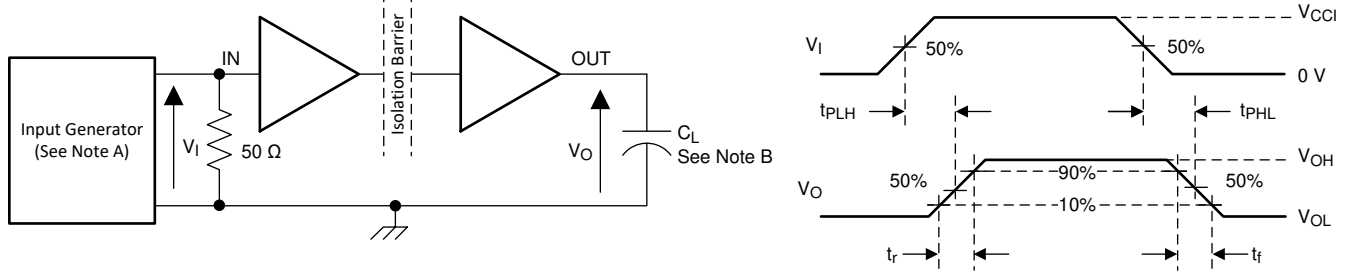 Input Generator
(See Note A)
V_I
IN
50 Ω
Isolation Barrier
OUT
V_O
C_L
See Note B
V_I
50%
50%
V_CCI
0 V
t_PLH
t_PHL
V_O
50%
90%
10%
50%
V_OH
V_OL
t_r
t_f